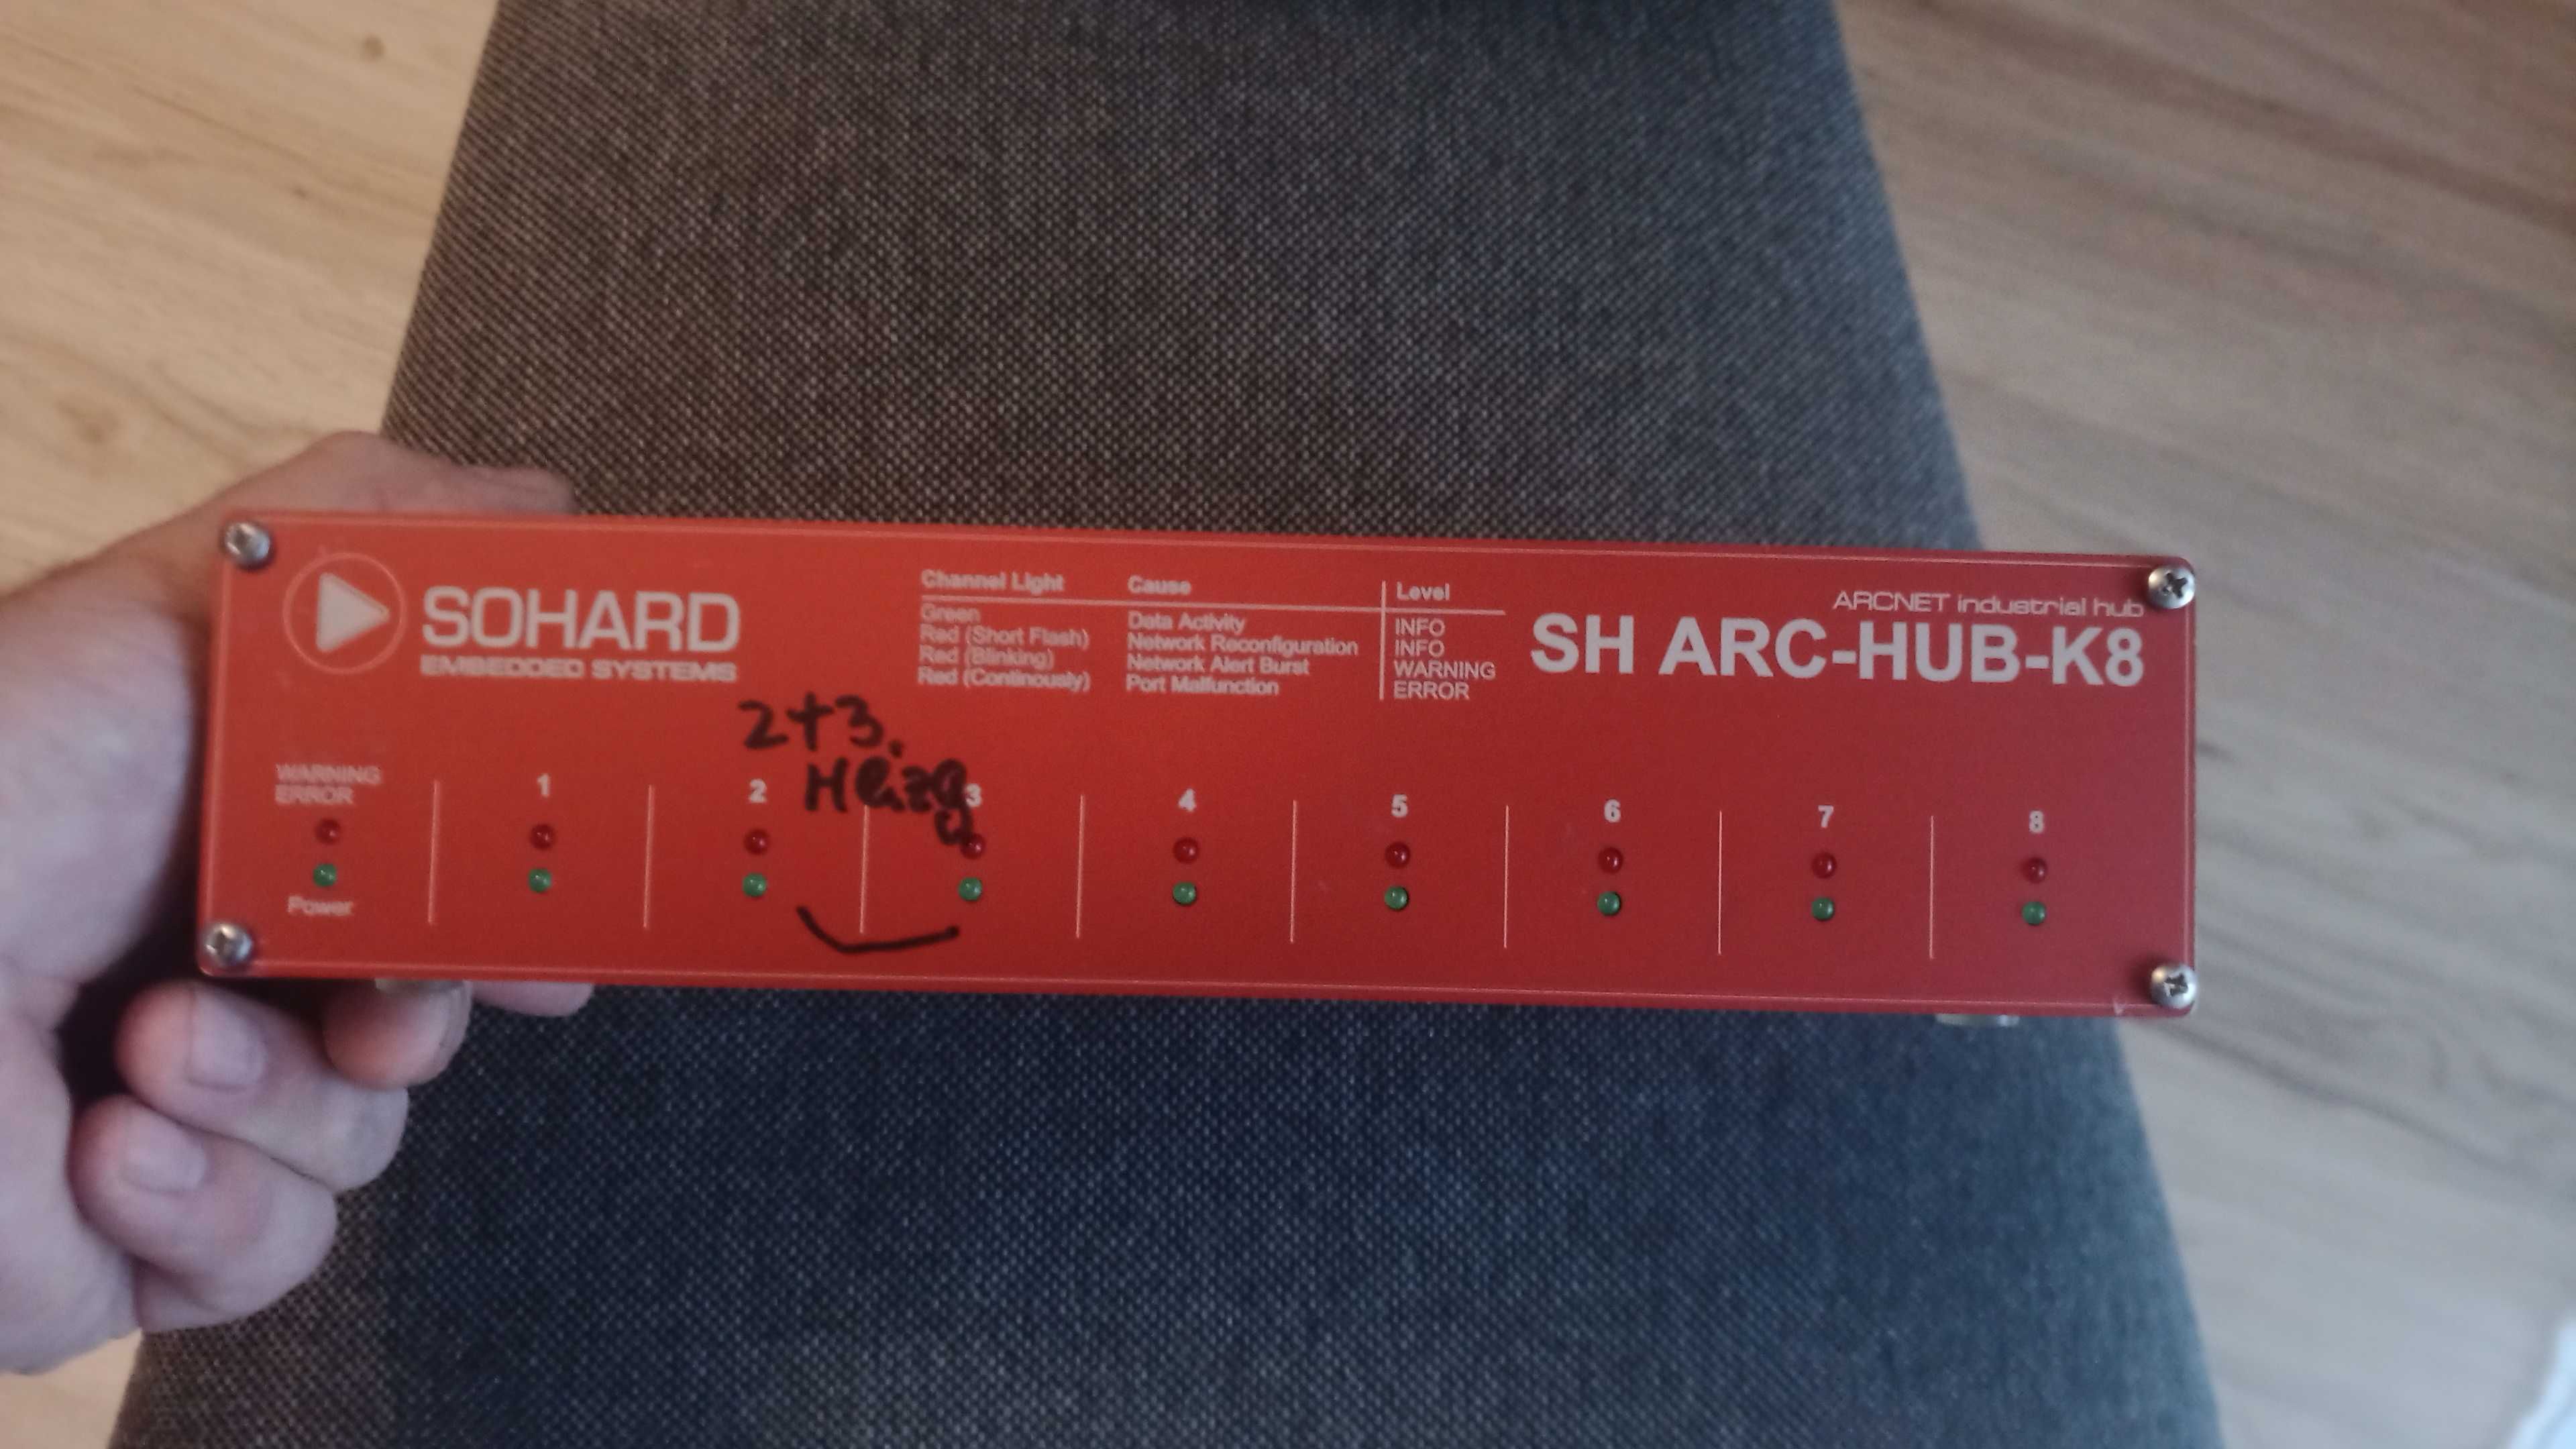 SOHARD
EMBEDDED SYSTEMS
Channel Light Cause Level
Green Data Activity INFO
Red (Short Flash) Network Reconfiguration INFO
Red (Blinking) Network Alert Burst WARNING
Red (Continously) Port Malfunction ERROR
ARCNET industrial hub
SH ARC-HUB-K8
2+3.
Heizg
WARNING
ERROR
1 2 3 4 5 6 7 8
Power